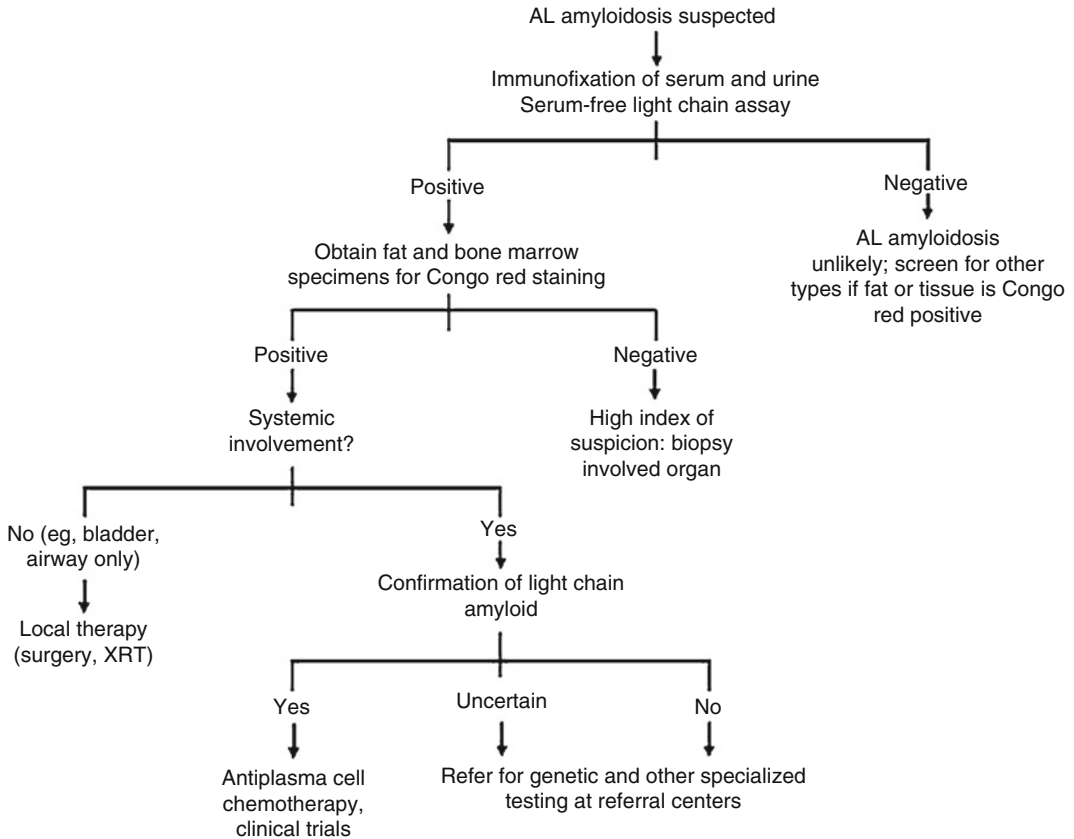 AL amyloidosis suspected
Immunofixation of serum and urine
Serum-free light chain assay
Positive
Negative
Obtain fat and bone marrow
specimens for Congo red staining
AL amyloidosis
unlikely; screen for other
types if fat or tissue is Congo
red positive
Positive
Negative
Systemic
involvement?
High index of
suspicion: biopsy
involved organ
No (eg, bladder,
airway only)
Yes
Local therapy
(surgery, XRT)
Confirmation of light chain
amyloid
Yes
Uncertain
No
Antiplasma cell
chemotherapy,
clinical trials
Refer for genetic and other specialized
testing at referral centers